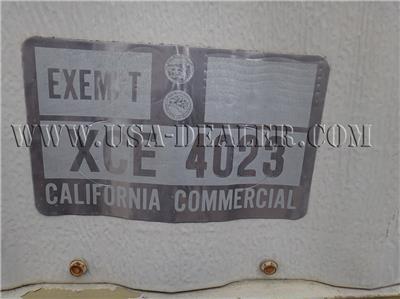 EXEMPT
WWW.USA-DEALER.COM
XCE 4023
CALIFORNIA COMMERCIAL